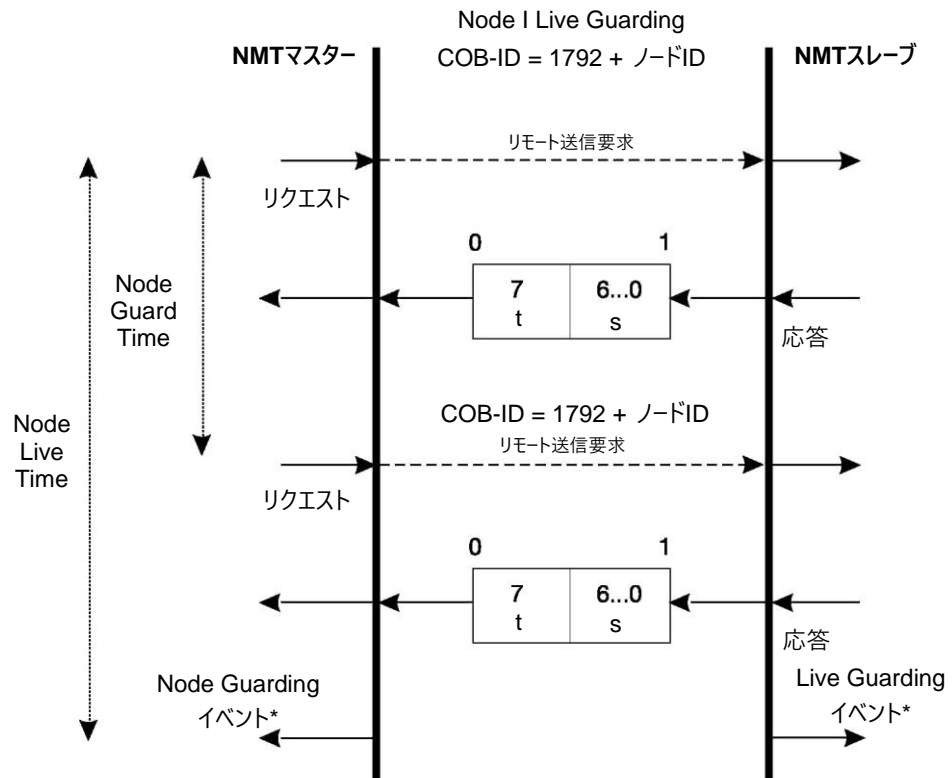 Node I Live Guarding
NMTマスター
COB-ID = 1792 + ノードID
NMTスレーブ
リモート送信要求
リクエスト
0 1
7 6...0
t s
応答
Node
Guard
Time
Node
Live
Time
COB-ID = 1792 + ノードID
リモート送信要求
リクエスト
0 1
7 6...0
t s
応答
Node Guarding
イベント*
Live Guarding
イベント*